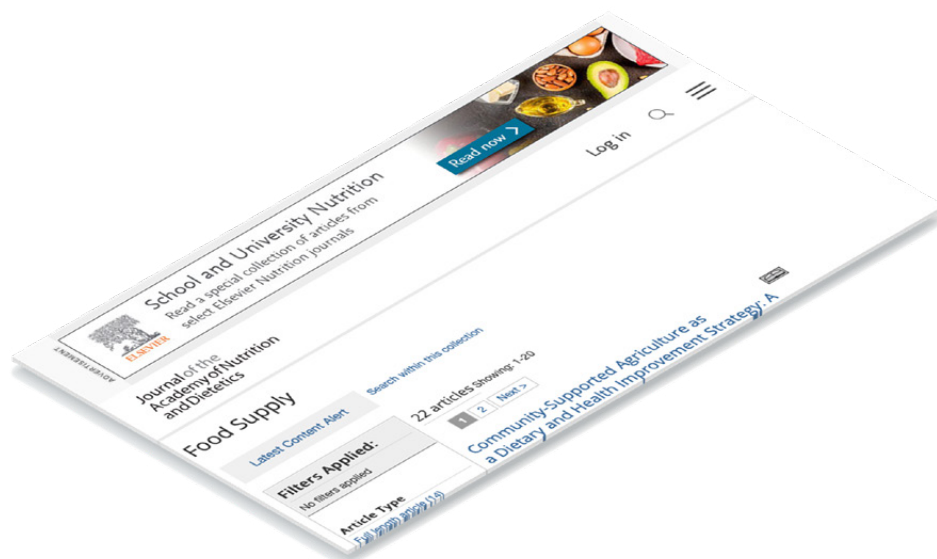 ADVERTISEMENT
ELSEVIER
School and University Nutrition
Read a special collection of articles from
select Elsevier Nutrition journals
Read now >
Journal of the
Academy of Nutrition
and Dietetics
Log in
Food Supply
Latest Content Alert
Search within this collection
Filters Applied:
No filters applied
Article Type
Full length article (14)
22 articles Showing: 1-20
1 2 Next >
Community-Supported Agriculture as
a Dietary and Health Improvement Strategy: A